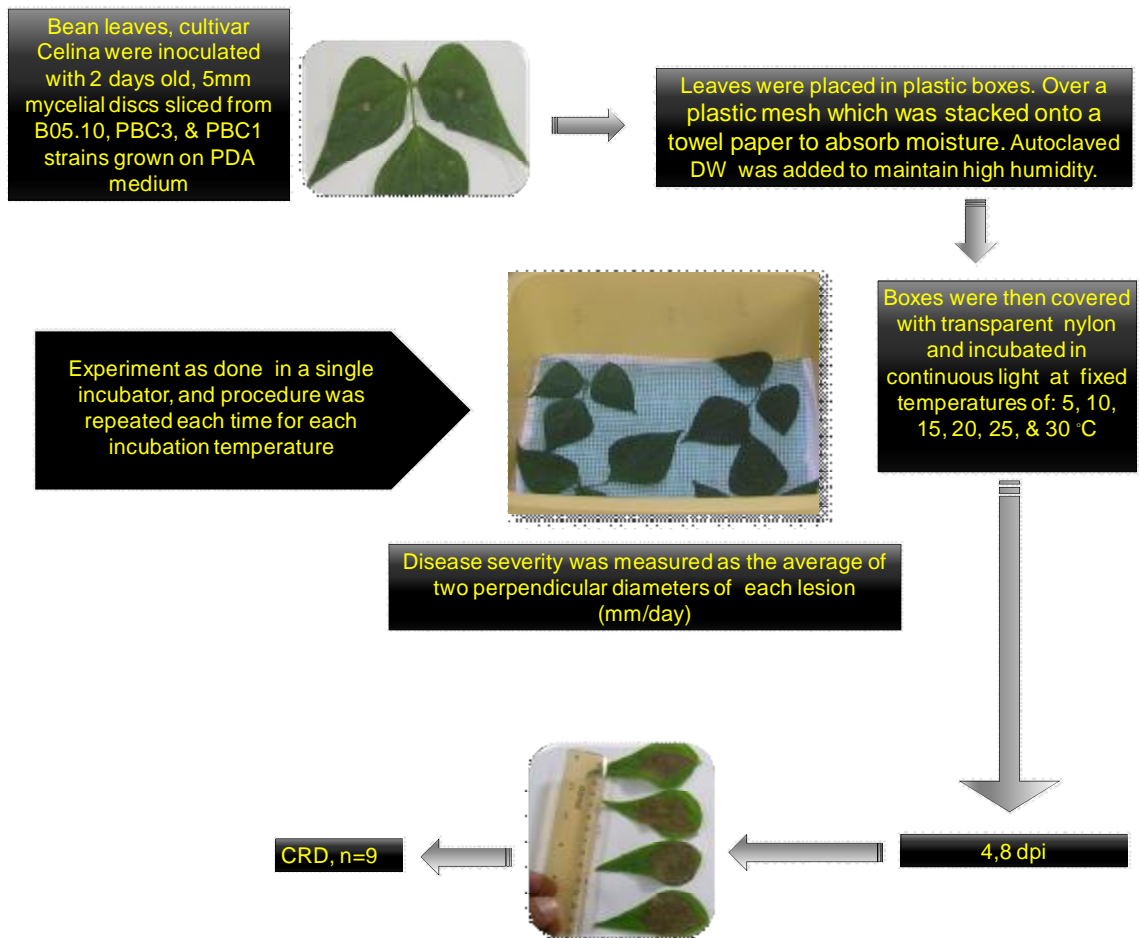 Bean leaves, cultivar
Celina were inoculated
with 2 days old, 5mm
mycelial discs sliced from
B05.10, PBC3, & PBC1
strains grown on PDA
medium
Leaves were placed in plastic boxes. Over a
plastic mesh which was stacked onto a
towel paper to absorb moisture. Autoclaved
DW was added to maintain high humidity.
Boxes were then covered
with transparent nylon
and incubated in
continuous light at fixed
temperatures of: 5, 10,
15, 20, 25, & 30 °C
Experiment as done in a single
incubator, and procedure was
repeated each time for each
incubation temperature
Disease severity was measured as the average of
two perpendicular diameters of each lesion
(mm/day)
4,8 dpi
CRD, n=9